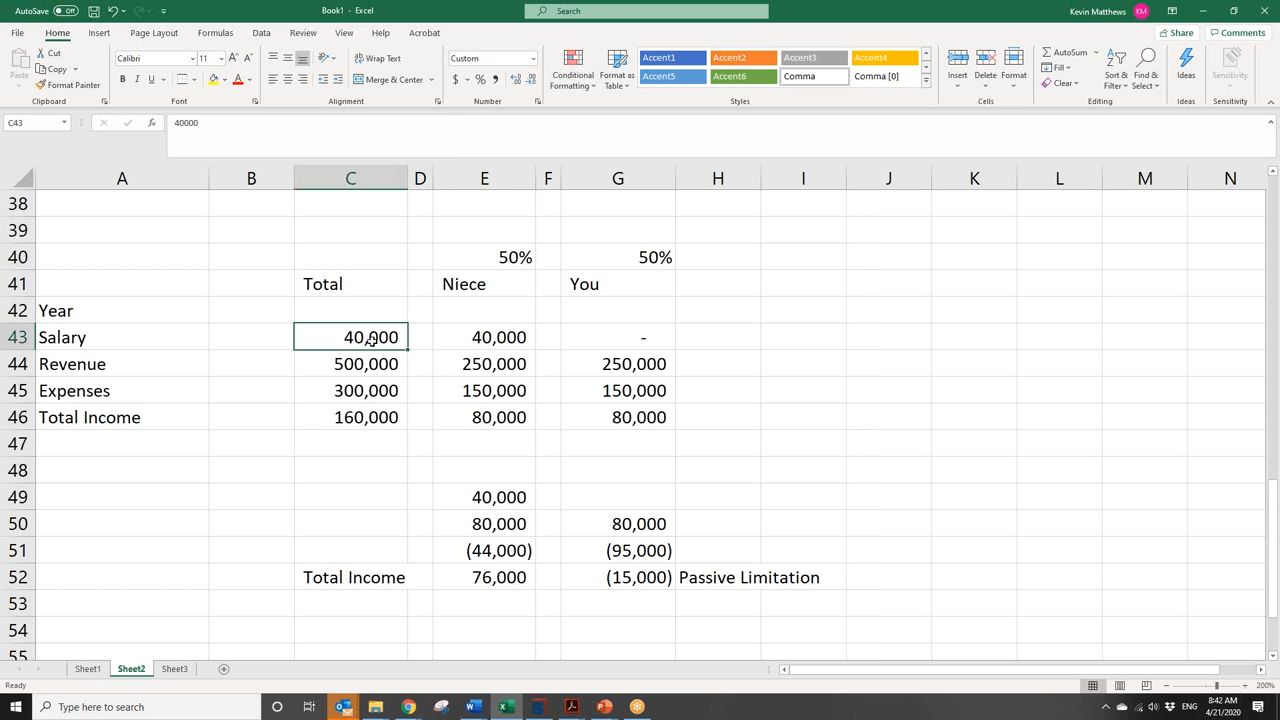 AutoSave Off Book1 - Excel Search Kevin Matthews KM
File Home Insert Page Layout Formulas Data Review View Help Acrobat Share Comments
Paste Cut Copy Format Painter Clipboard
Calibri 11 A A B I U A Font
Wrap Text Merge & Center Alignment
Custom $ % , Number
Conditional Formatting Format as Table
Accent1 Accent2 Accent3 Accent4
Accent5 Accent6 Comma Comma [0]
Styles
Insert Delete Format Cells
AutoSum Fill Clear Sort & Filter Find & Select Editing
Ideas Ideas
Sensitivity Sensitivity
C43 fx 40000
A B C D E F G H I J K L M N
38
39
40 50% 50%
41 Total Niece You
42 Year
43 Salary 40,000 40,000 -
44 Revenue 500,000 250,000 250,000
45 Expenses 300,000 150,000 150,000
46 Total Income 160,000 80,000 80,000
47
48
49 40,000
50 80,000 80,000
51 (44,000) (95,000)
52 Total Income 76,000 (15,000) Passive Limitation
53
54
55
Sheet1 Sheet2 Sheet3
Ready 200%
Type here to search 8:42 AM
4/21/2020